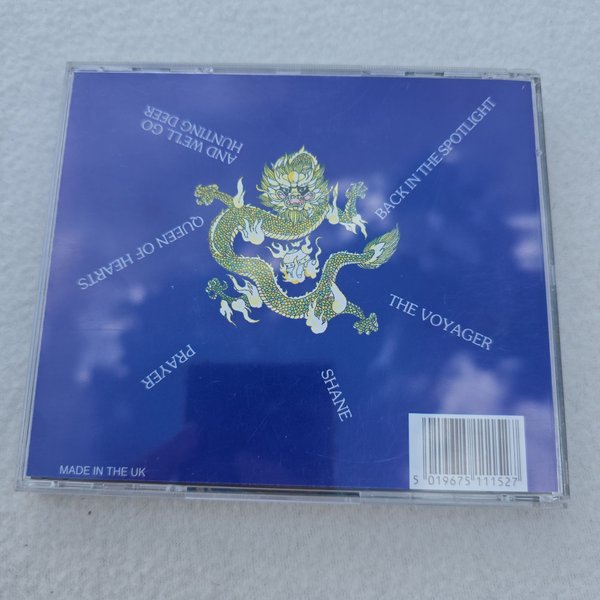 BACK IN THE SPOTLIGHT
THE VOYAGER
SHANE
PRAYER
QUEEN OF HEARTS
AND WE'LL GO
HUNTING DEER
MADE IN THE UK
5 019675 111527